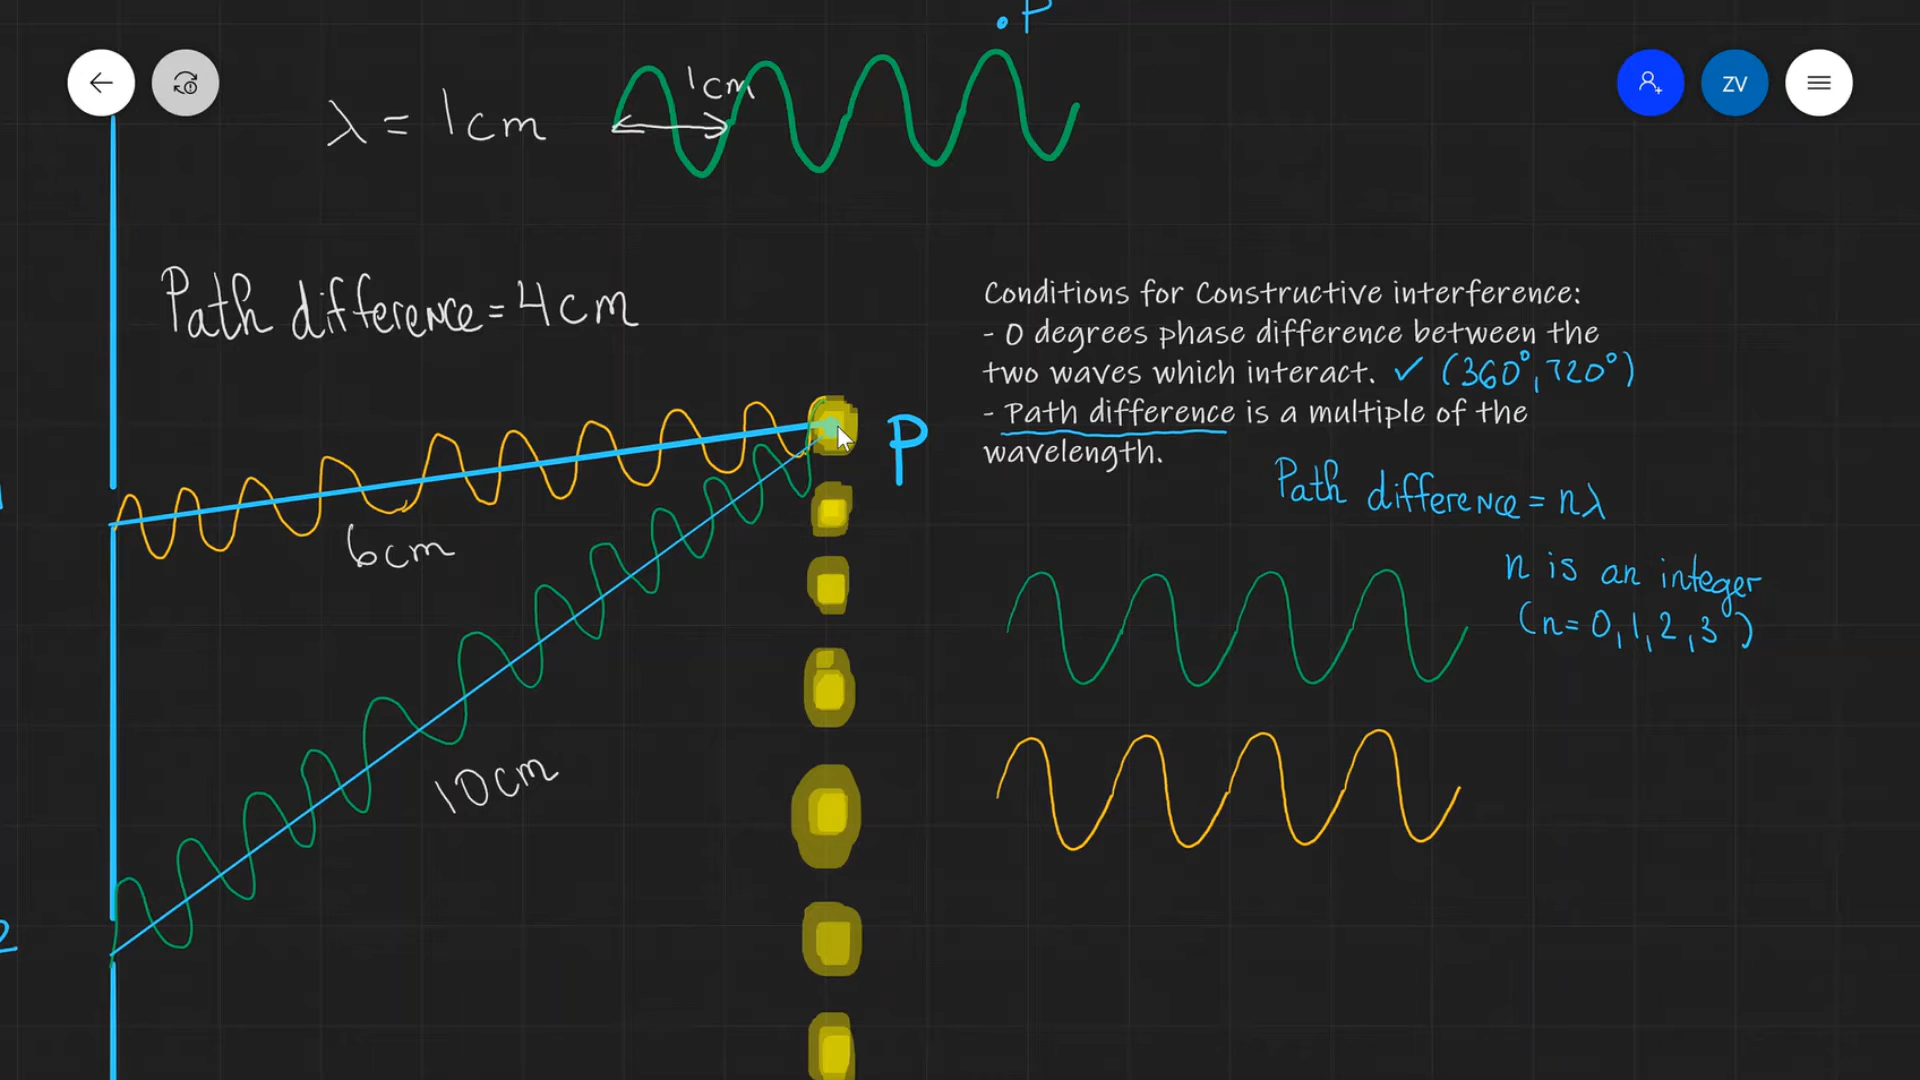 P
1cm
λ = 1cm
ZV
Path difference = 4cm
Conditions for Constructive interference:
- 0 degrees phase difference between the
two waves which interact. ✓ (360°, 720°)
- Path difference is a multiple of the
wavelength.
P
Path difference = nλ
6cm
n is an integer
(n= 0, 1, 2, 3)
10cm
2